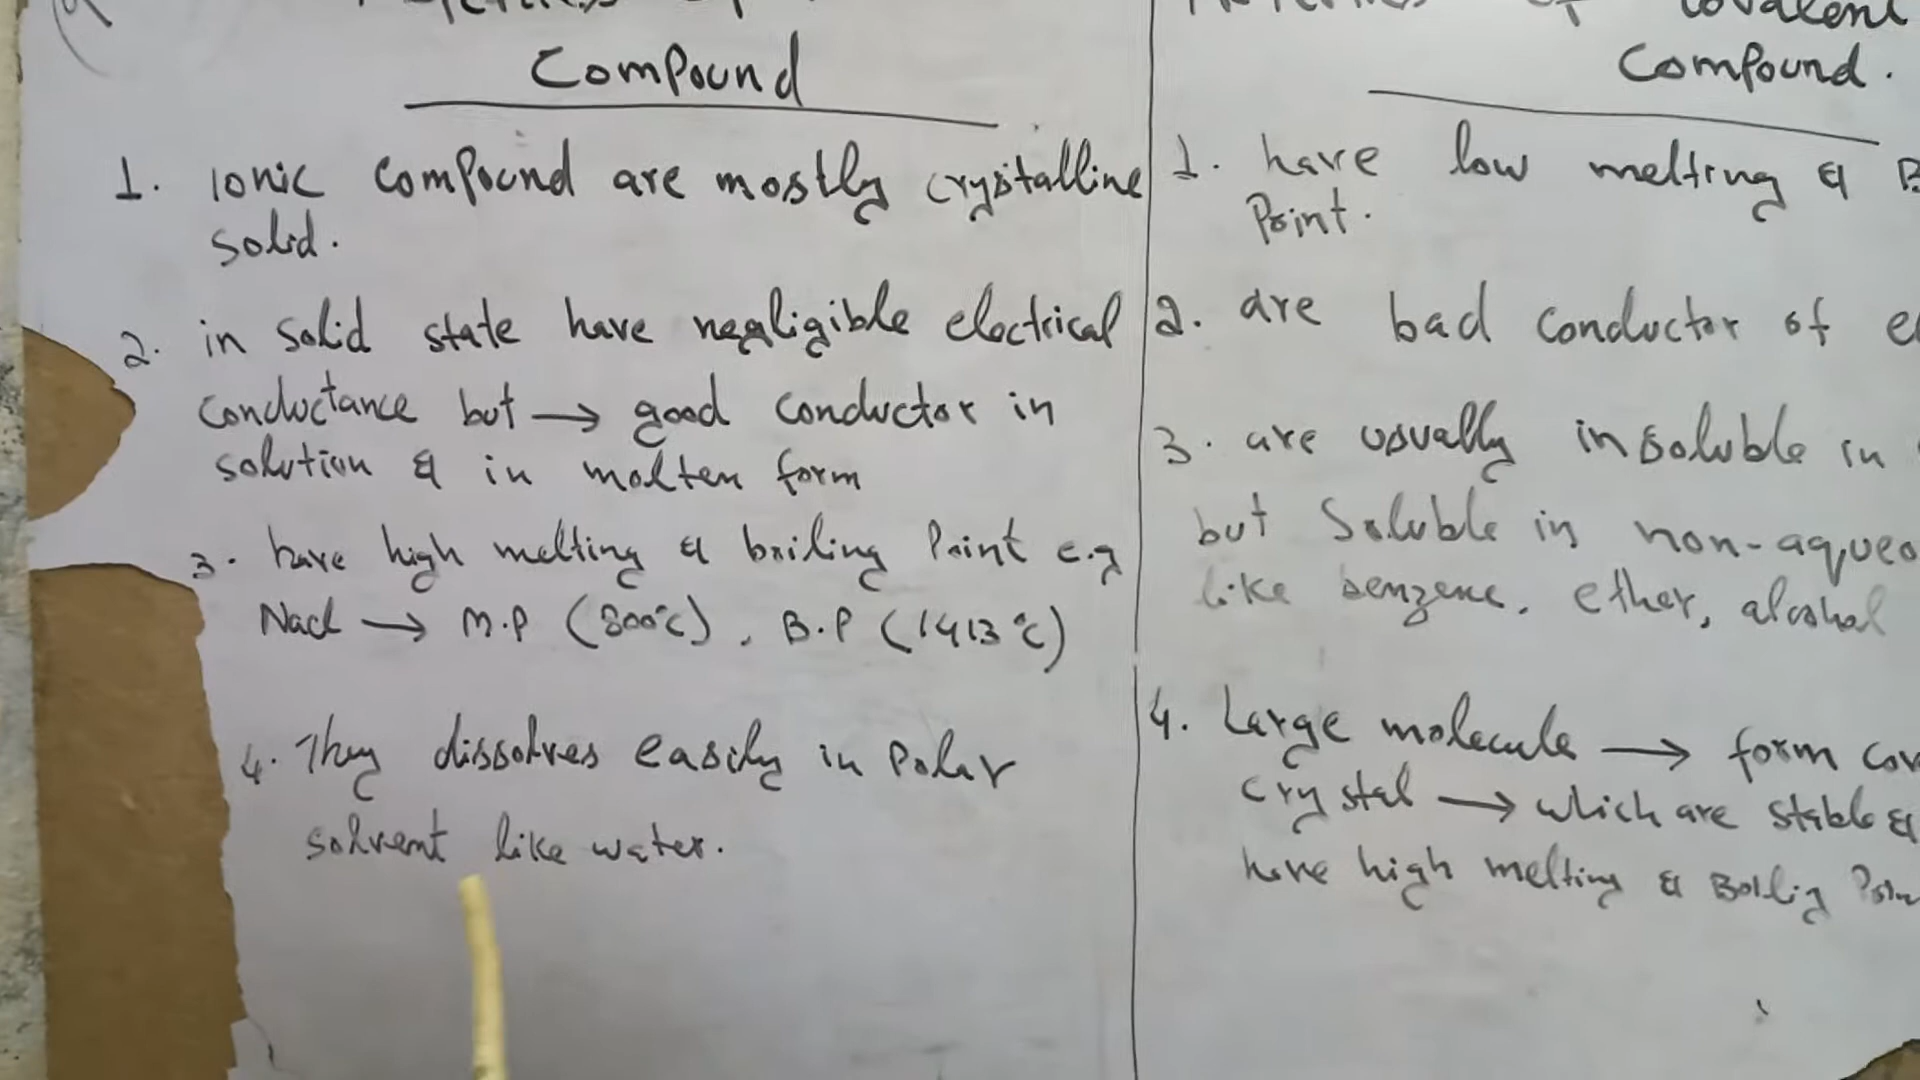 Compound
1. ionic compound are mostly crystalline
solid.
2. in solid state have negligible electrical
conductance but → good conductor in
solution & in molten form
3. have high melting & boiling Point e.g
Nacl → M.P (800°C), B.P (1413°C)
4. They dissolves easily in Polar
solvent like water.
of Covalent
Compound.
1. have low melting & B
Point.
2. are bad conductor of el
3. are usually insoluble in
but Soluble in non-aqueo
like benzene, ether, alcohol
4. Large molecule → form cov
crystal → which are stable &
have high melting & Boilig Poin